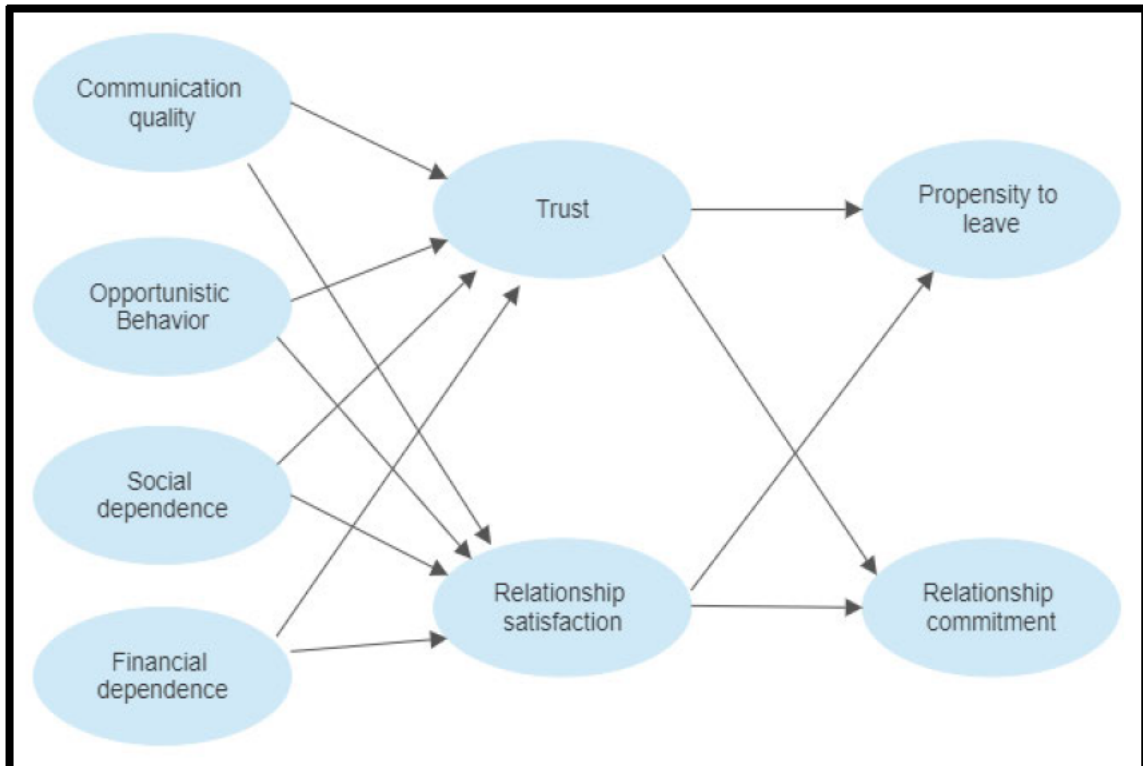 Communication
quality
Opportunistic
Behavior
Social
dependence
Financial
dependence
Trust
Relationship
satisfaction
Propensity to
leave
Relationship
commitment